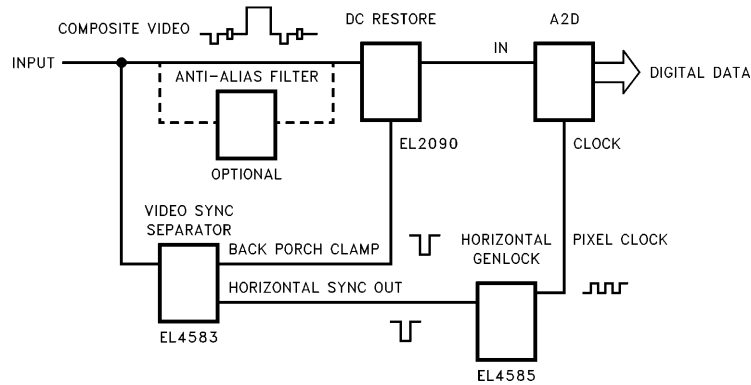 DC RESTORE
A2D
COMPOSITE VIDEO
IN
INPUT
ANTI-ALIAS FILTER
DIGITAL DATA
EL2090
CLOCK
OPTIONAL
VIDEO SYNC
SEPARATOR
BACK PORCH CLAMP
HORIZONTAL
GENLOCK
PIXEL CLOCK
HORIZONTAL SYNC OUT
EL4583
EL4585